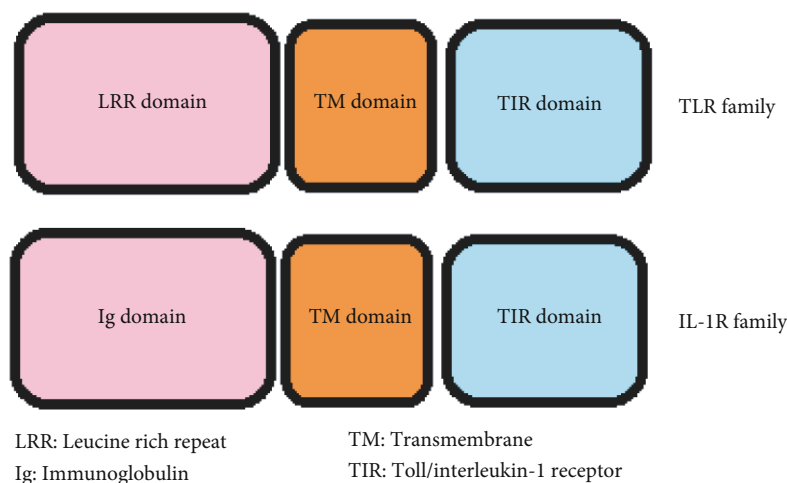 LRR domain
TM domain
TIR domain
TLR family
Ig domain
TM domain
TIR domain
IL-1R family
LRR: Leucine rich repeat
TM: Transmembrane
Ig: Immunoglobulin
TIR: Toll/interleukin-1 receptor